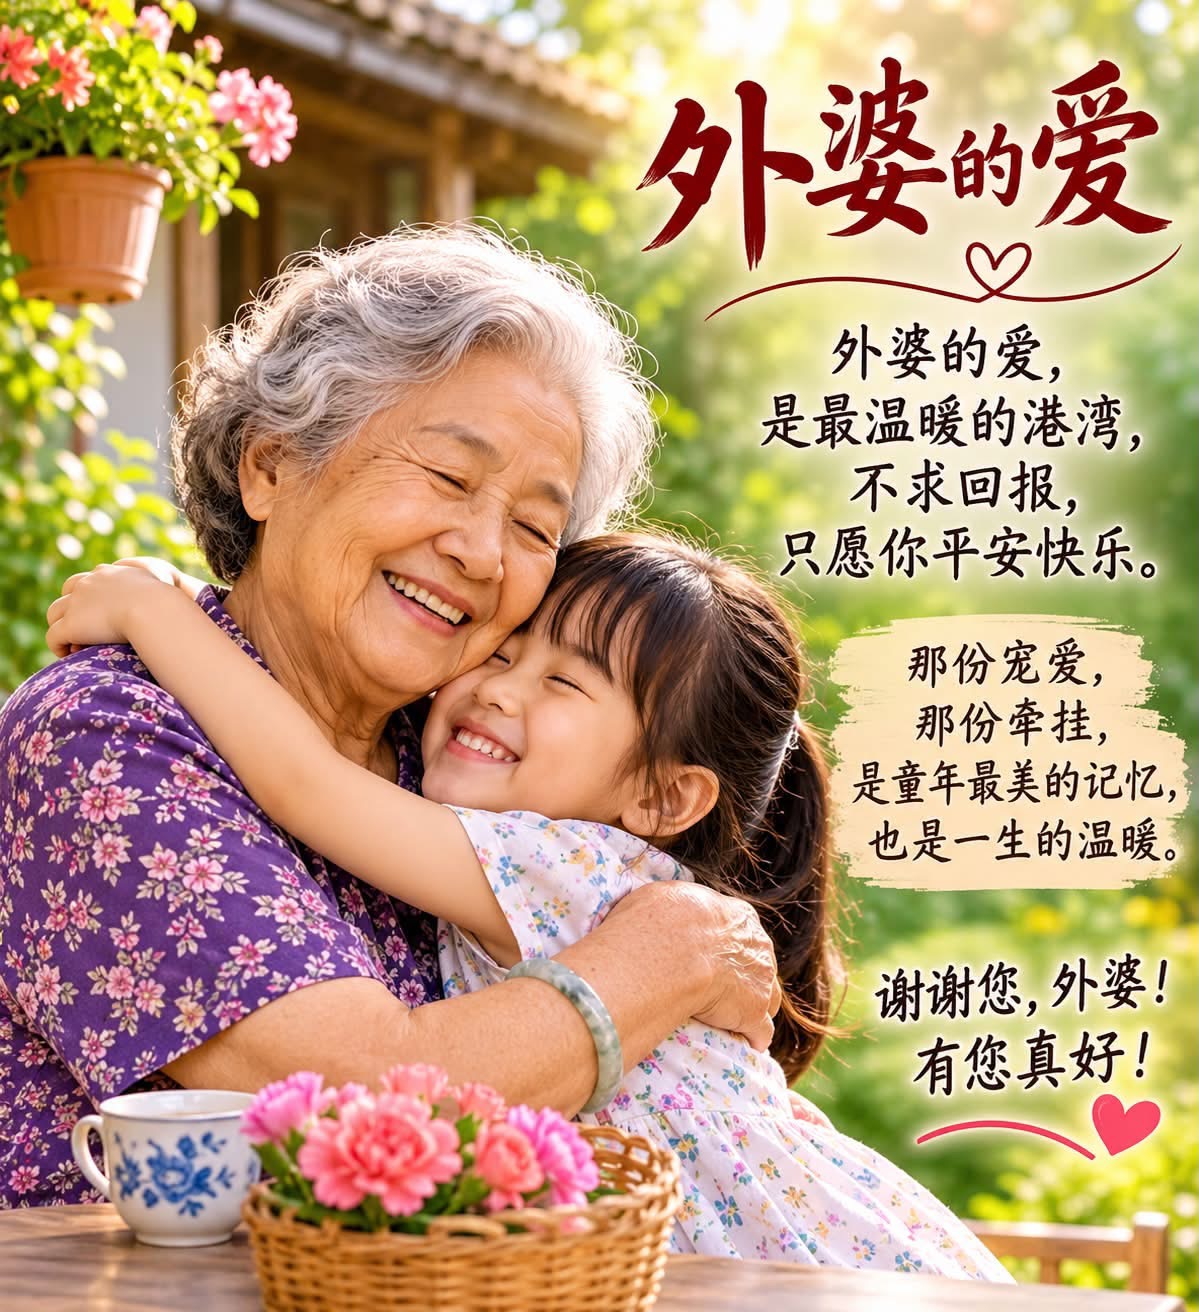 外婆的爱
外婆的爱，
是最温暖的港湾，
不求回报，
只愿你平安快乐。
那份宠爱，
那份牵挂，
是童年最美的记忆，
也是一生的温暖。
谢谢您，外婆！
有您真好！